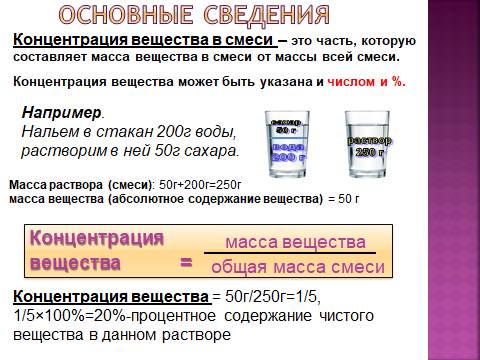 ОСНОВНЫЕ СВЕДЕНИЯ
Концентрация вещества в смеси – это часть, которую
составляет масса вещества в смеси от массы всей смеси.
Концентрация вещества может быть указана и числом и %.
Например.
Нальем в стакан 200г воды,
растворим в ней 50г сахара.
сахар
50 г
вода
200 г
раствор
250 г
Масса раствора (смеси): 50г+200г=250г
масса вещества (абсолютное содержание вещества) = 50 г
Концентрация
вещества =
масса вещества
общая масса смеси
Концентрация вещества = 50г/250г=1/5,
1/5×100%=20%-процентное содержание чистого
вещества в данном растворе